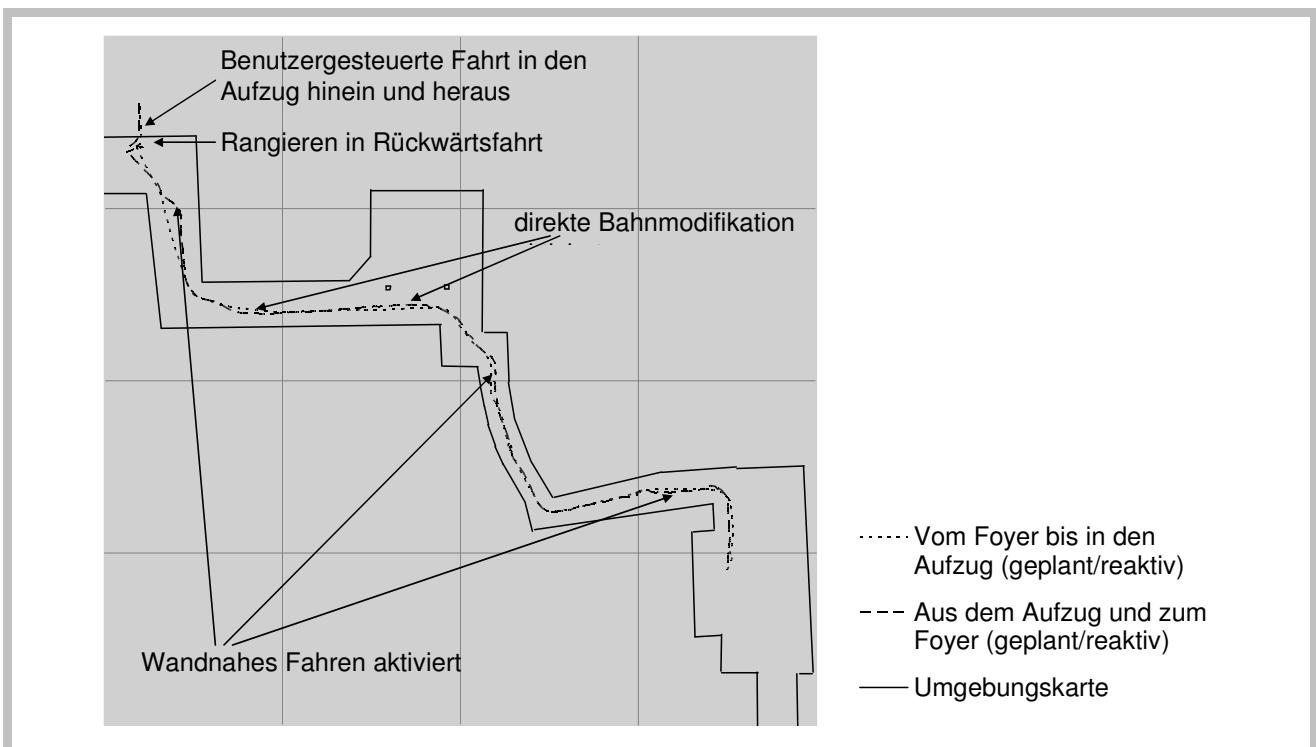 Benutzergesteuerte Fahrt in den
Aufzug hinein und heraus
Rangieren in Rückwärtsfahrt
direkte Bahnmodifikation
Wandnahes Fahren aktiviert
Vom Foyer bis in den
Aufzug (geplant/reaktiv)
Aus dem Aufzug und zum
Foyer (geplant/reaktiv)
Umgebungskarte